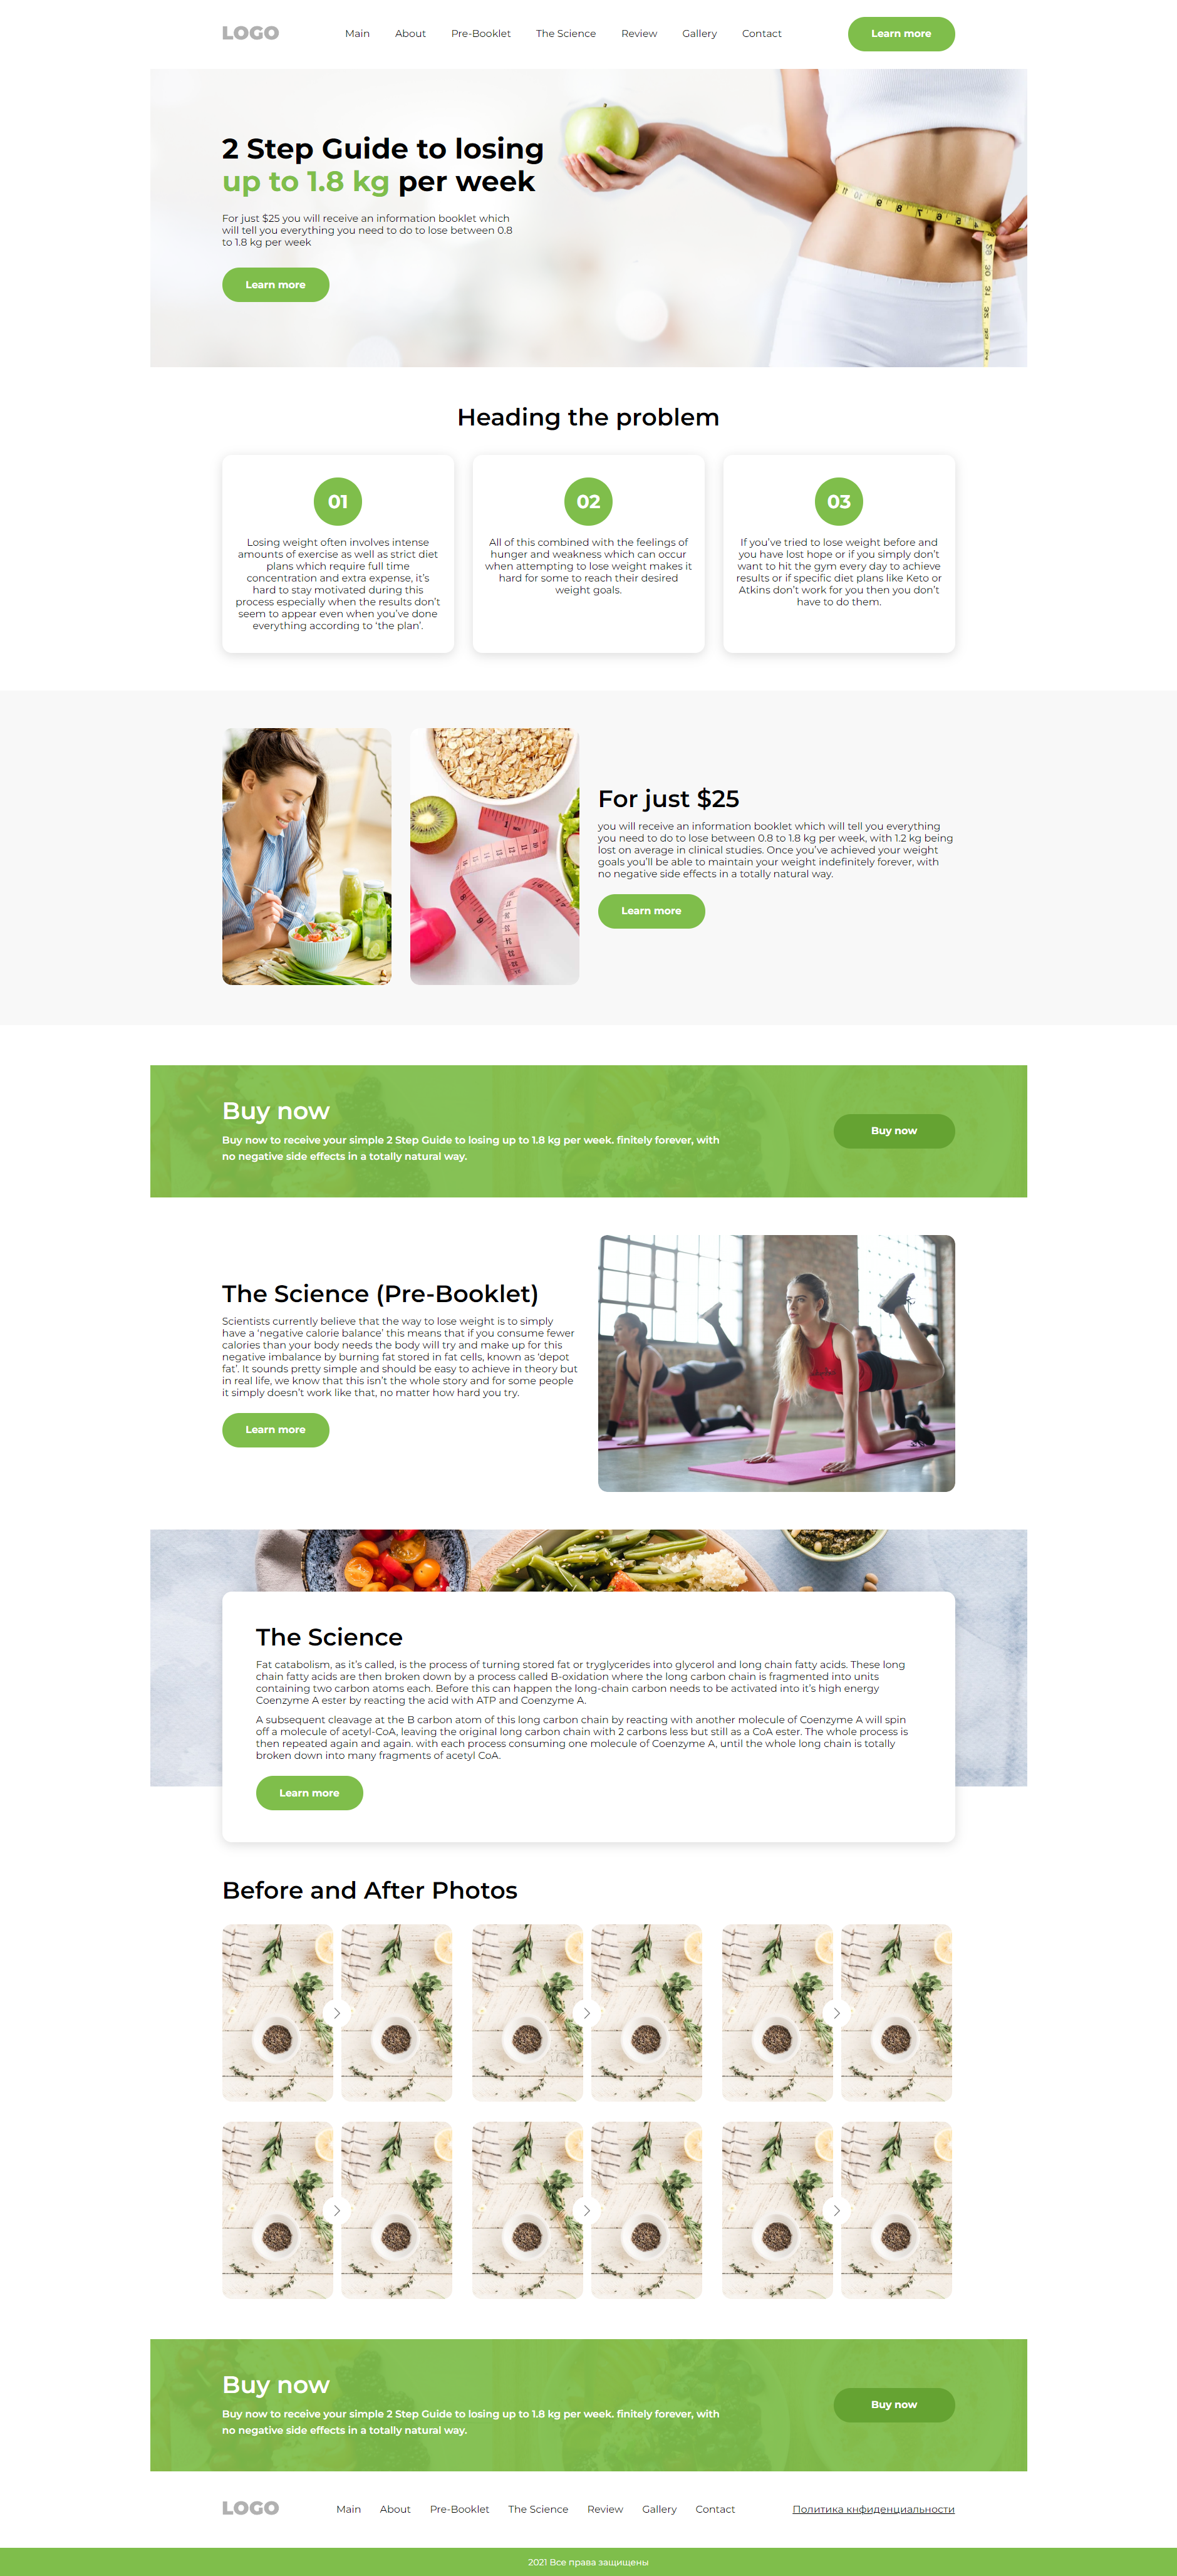 LOGO
Main
About
Pre-Booklet
The Science
Review
Gallery
Contact
Learn more
2 Step Guide to losing
up to 1.8 kg per week
For just $25 you will receive an information booklet which
will tell you everything you need to do to lose between 0.8
to 1.8 kg per week
Learn more
Heading the problem
01
Losing weight often involves intense
amounts of exercise as well as strict diet
plans which require full time
concentration and extra expense, it’s
hard to stay motivated during this
process especially when the results don’t
seem to appear even when you’ve done
everything according to ‘the plan’.
02
All of this combined with the feelings of
hunger and weakness which can occur
when attempting to lose weight makes it
hard for some to reach their desired
weight goals.
03
If you’ve tried to lose weight before and
you have lost hope or if you simply don’t
want to hit the gym every day to achieve
results or if specific diet plans like Keto or
Atkins don’t work for you then you don’t
have to do them.
For just $25
you will receive an information booklet which will tell you everything
you need to do to lose between 0.8 to 1.8 kg per week, with 1.2 kg being
lost on average in clinical studies. Once you’ve achieved your weight
goals you’ll be able to maintain your weight indefinitely forever, with
no negative side effects in a totally natural way.
Learn more
Buy now
Buy now to receive your simple 2 Step Guide to losing up to 1.8 kg per week. finitely forever, with
no negative side effects in a totally natural way.
Buy now
The Science (Pre-Booklet)
Scientists currently believe that the way to lose weight is to simply
have a ‘negative calorie balance’ this means that if you consume fewer
calories than your body needs the body will try and make up for this
negative imbalance by burning fat stored in fat cells, known as ‘depot
fat’. It sounds pretty simple and should be easy to achieve in theory but
in real life, we know that this isn’t the whole story and for some people
it simply doesn’t work like that, no matter how hard you try.
Learn more
The Science
Fat catabolism, as it’s called, is the process of turning stored fat or tryglycerides into glycerol and long chain fatty acids. These long
chain fatty acids are then broken down by a process called B-oxidation where the long carbon chain is fragmented into units
containing two carbon atoms each. Before this can happen the long-chain carbon needs to be activated into it’s high energy
Coenzyme A ester by reacting the acid with ATP and Coenzyme A.
A subsequent cleavage at the B carbon atom of this long carbon chain by reacting with another molecule of Coenzyme A will spin
off a molecule of acetyl-CoA, leaving the original long carbon chain with 2 carbons less but still as a CoA ester. The whole process is
then repeated again and again. with each process consuming one molecule of Coenzyme A, until the whole long chain is totally
broken down into many fragments of acetyl CoA.
Learn more
Before and After Photos
Buy now
Buy now to receive your simple 2 Step Guide to losing up to 1.8 kg per week. finitely forever, with
no negative side effects in a totally natural way.
Buy now
LOGO
Main
About
Pre-Booklet
The Science
Review
Gallery
Contact
Политика кнфиденциальности
2021 Все права защищены